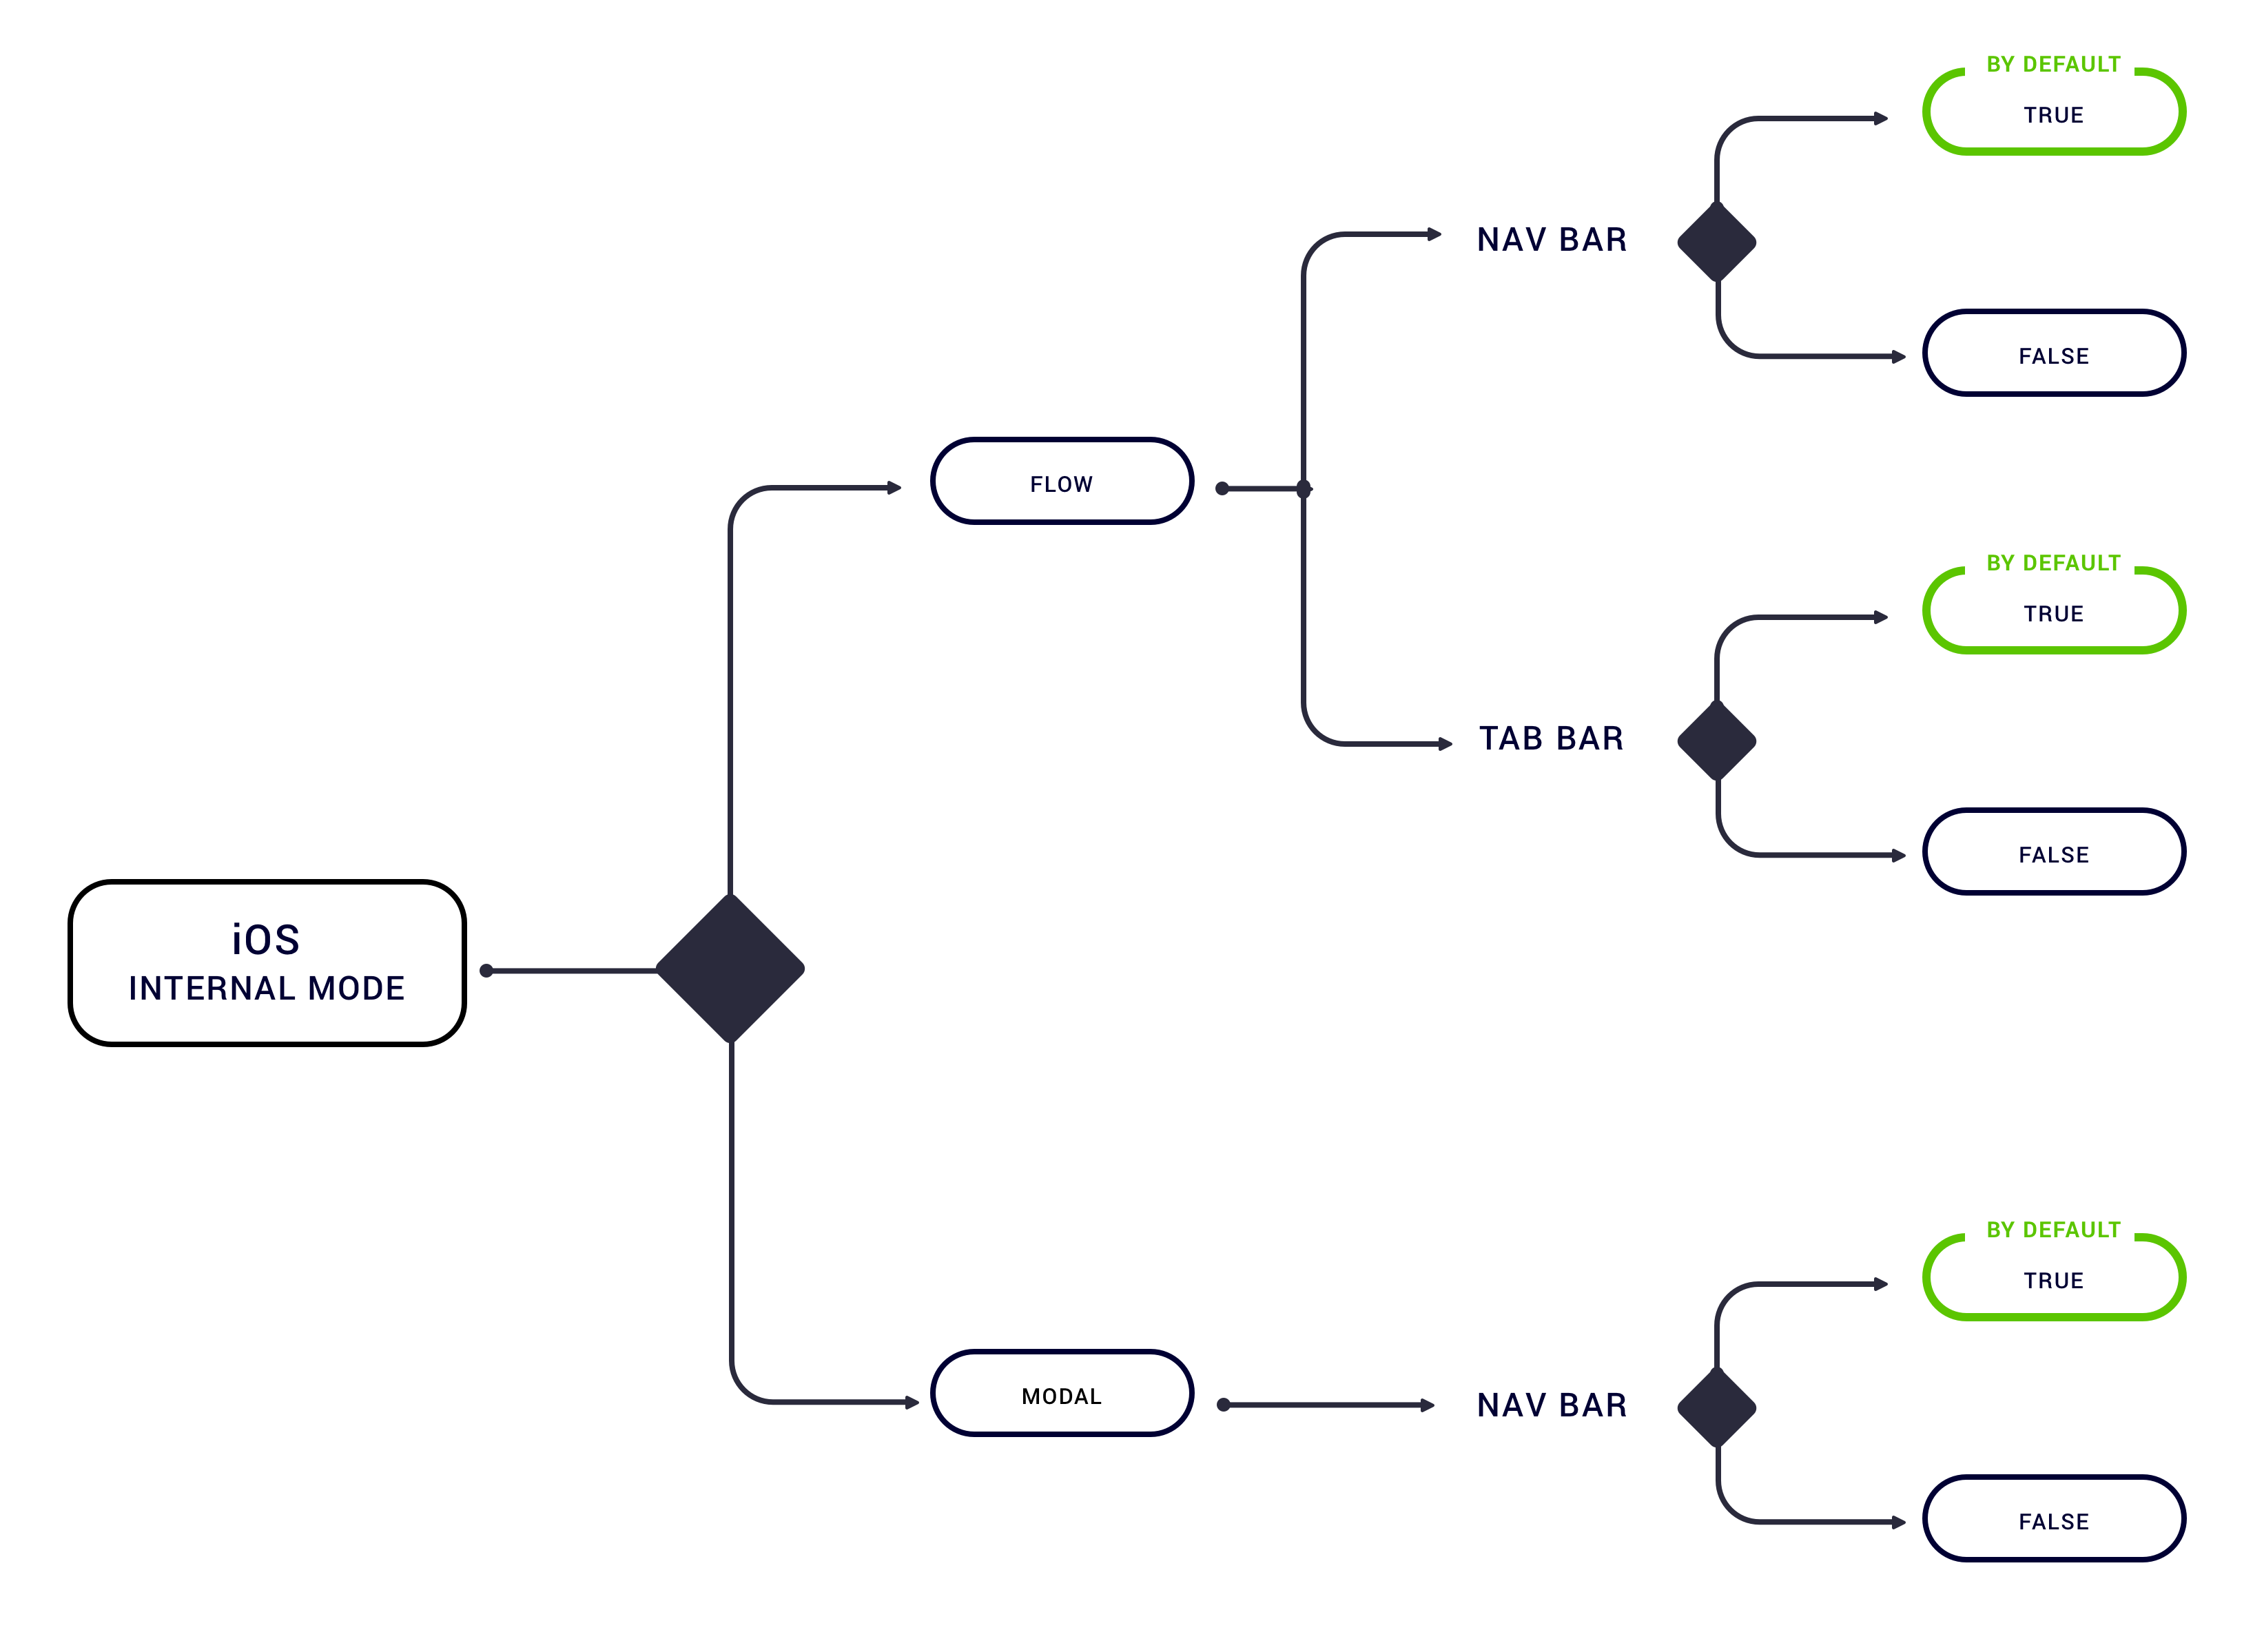 BY DEFAULT
TRUE
NAV BAR
FALSE
FLOW
BY DEFAULT
TRUE
TAB BAR
FALSE
iOS
INTERNAL MODE
BY DEFAULT
TRUE
MODAL
NAV BAR
FALSE